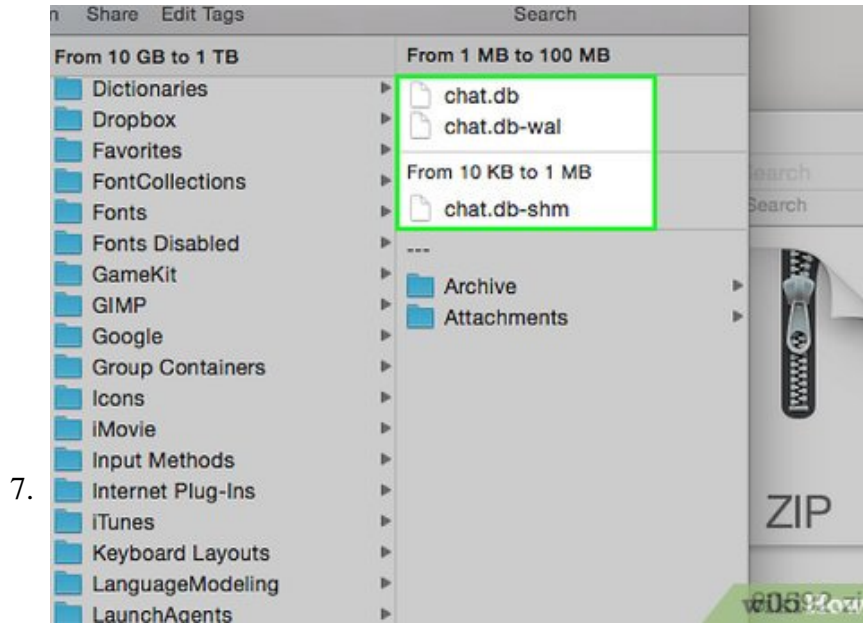 Share Edit Tags Search
From 10 GB to 1 TB
Dictionaries
Dropbox
Favorites
FontCollections
Fonts
Fonts Disabled
GameKit
GIMP
Google
Group Containers
Icons
iMovie
Input Methods
7.
Internet Plug-Ins
iTunes
Keyboard Layouts
LanguageModeling
LaunchAgents
From 1 MB to 100 MB
chat.db
chat.db-wal
From 10 KB to 1 MB
chat.db-shm
---
Archive
Attachments
Search
Search
ZIP